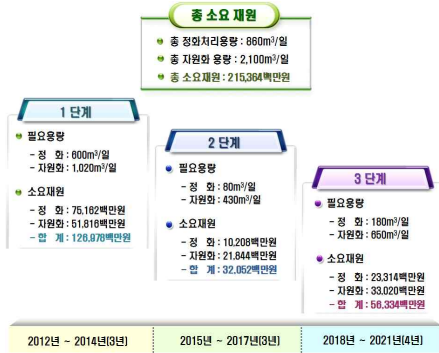 총 소요 재원
총 정화처리용량 : 860m³/일
총 자원화 용량 : 2,100m³/일
총 소요재원 : 215,364백만원
1 단계
필요용량
- 정 화 : 600m³/일
- 자원화 : 1,020m³/일
소요재원
- 정 화 : 75,162백만원
- 자원화 : 51,816백만원
- 합 계 : 126,978백만원
2 단계
필요용량
- 정 화 : 80m³/일
- 자원화 : 430m³/일
소요재원
- 정 화 : 10,208백만원
- 자원화 : 21,844백만원
- 합 계 : 32,052백만원
3 단계
필요용량
- 정 화 : 180m³/일
- 자원화 : 650m³/일
소요재원
- 정 화 : 23,314백만원
- 자원화 : 33,020백만원
- 합 계 : 56,334백만원
2012년 ~ 2014년(3년)
2015년 ~ 2017년(3년)
2018년 ~ 2021년(4년)